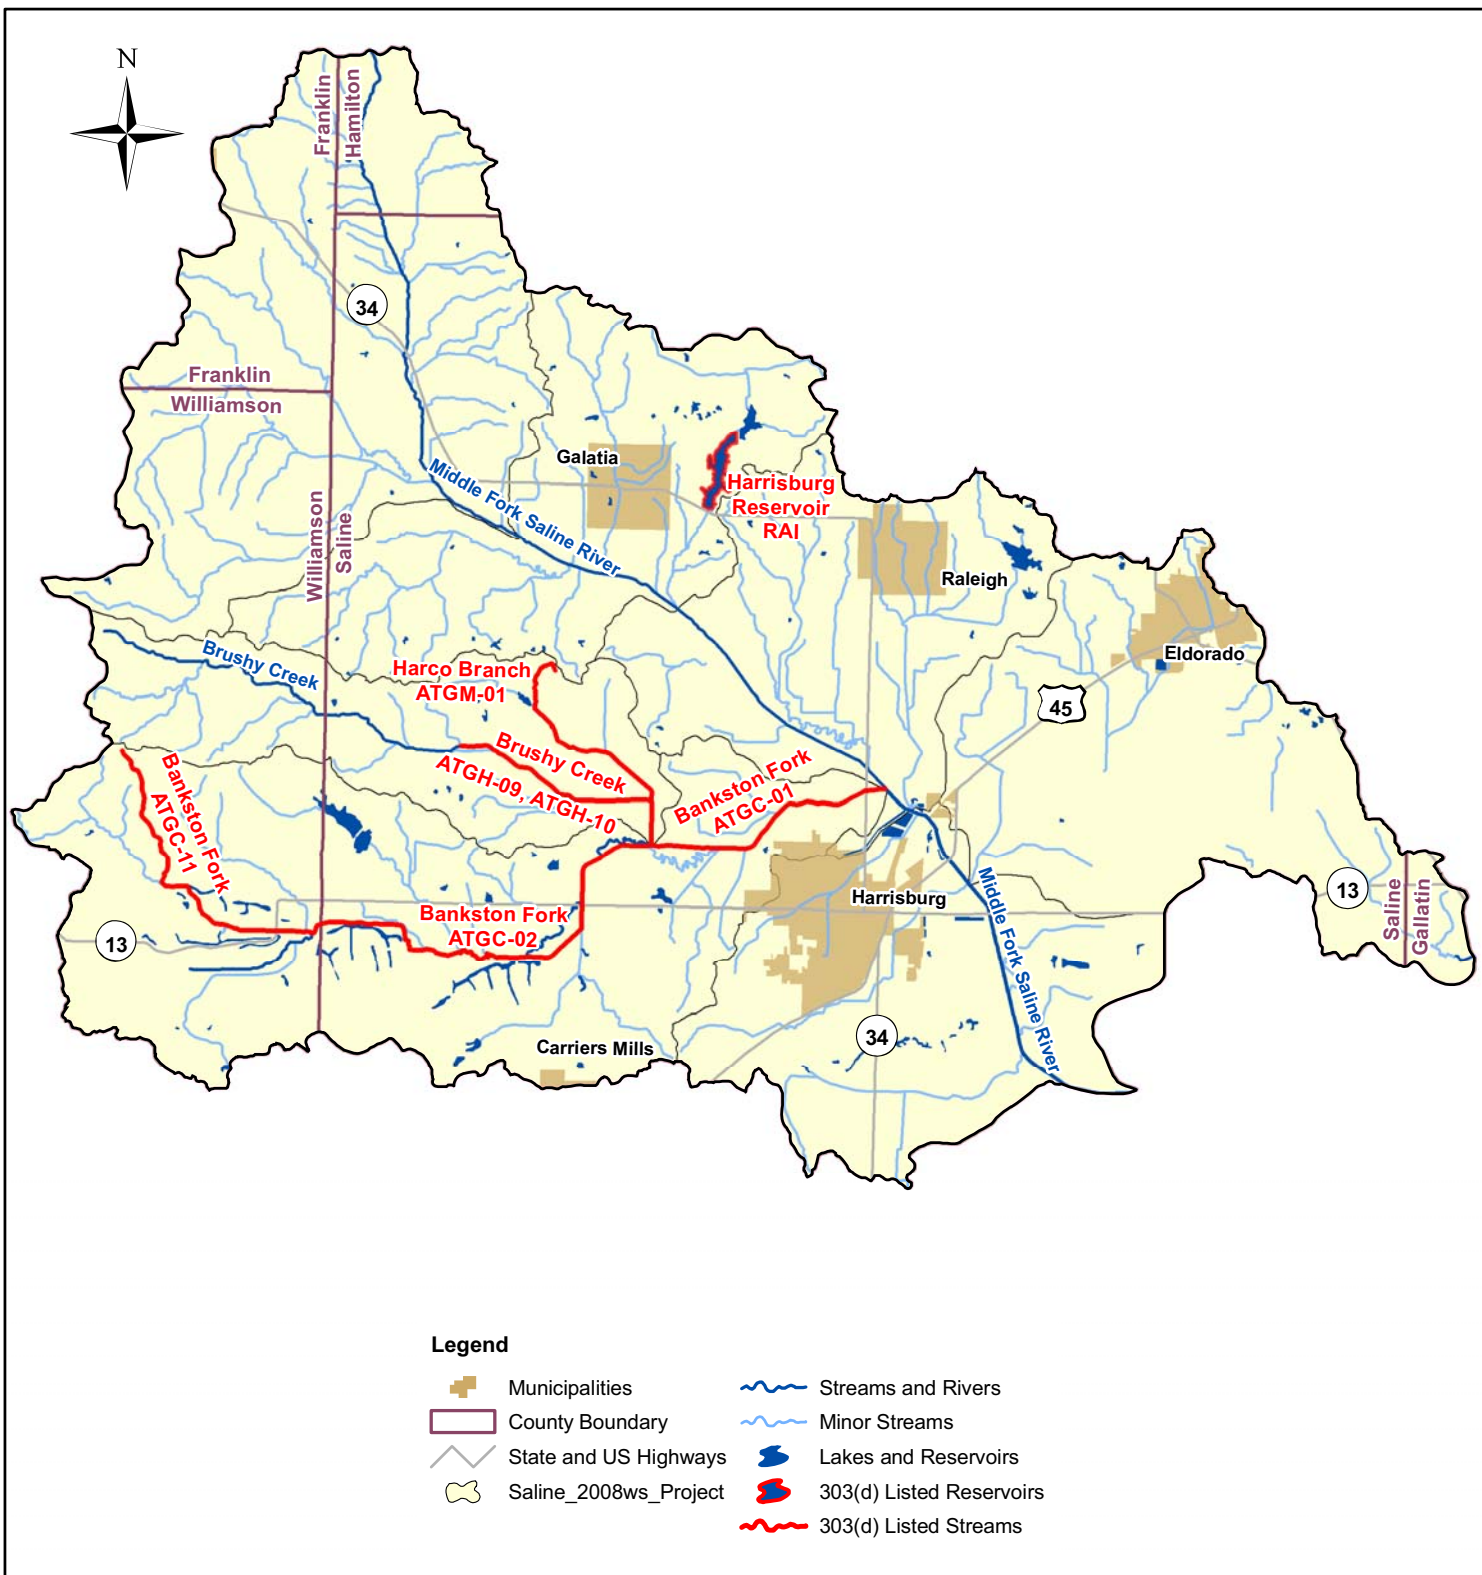 N
Franklin
Hamilton
34
Franklin
Williamson
Galatia
Middle Fork Saline River
Harrisburg
Reservoir
RAI
Williamson
Saline
Raleigh
Eldorado
Brushy Creek
Harco Branch
ATGM-01
45
Brushy Creek
ATGH-09, ATGH-10
Bankston Fork
ATGC-01
Bankston Fork
ATGC-11
Harrisburg
13
Saline
Gallatin
Bankston Fork
ATGC-02
13
Middle Fork Saline River
34
Carriers Mills
Legend
Municipalities
County Boundary
State and US Highways
Saline_2008ws_Project
Streams and Rivers
Minor Streams
Lakes and Reservoirs
303(d) Listed Reservoirs
303(d) Listed Streams